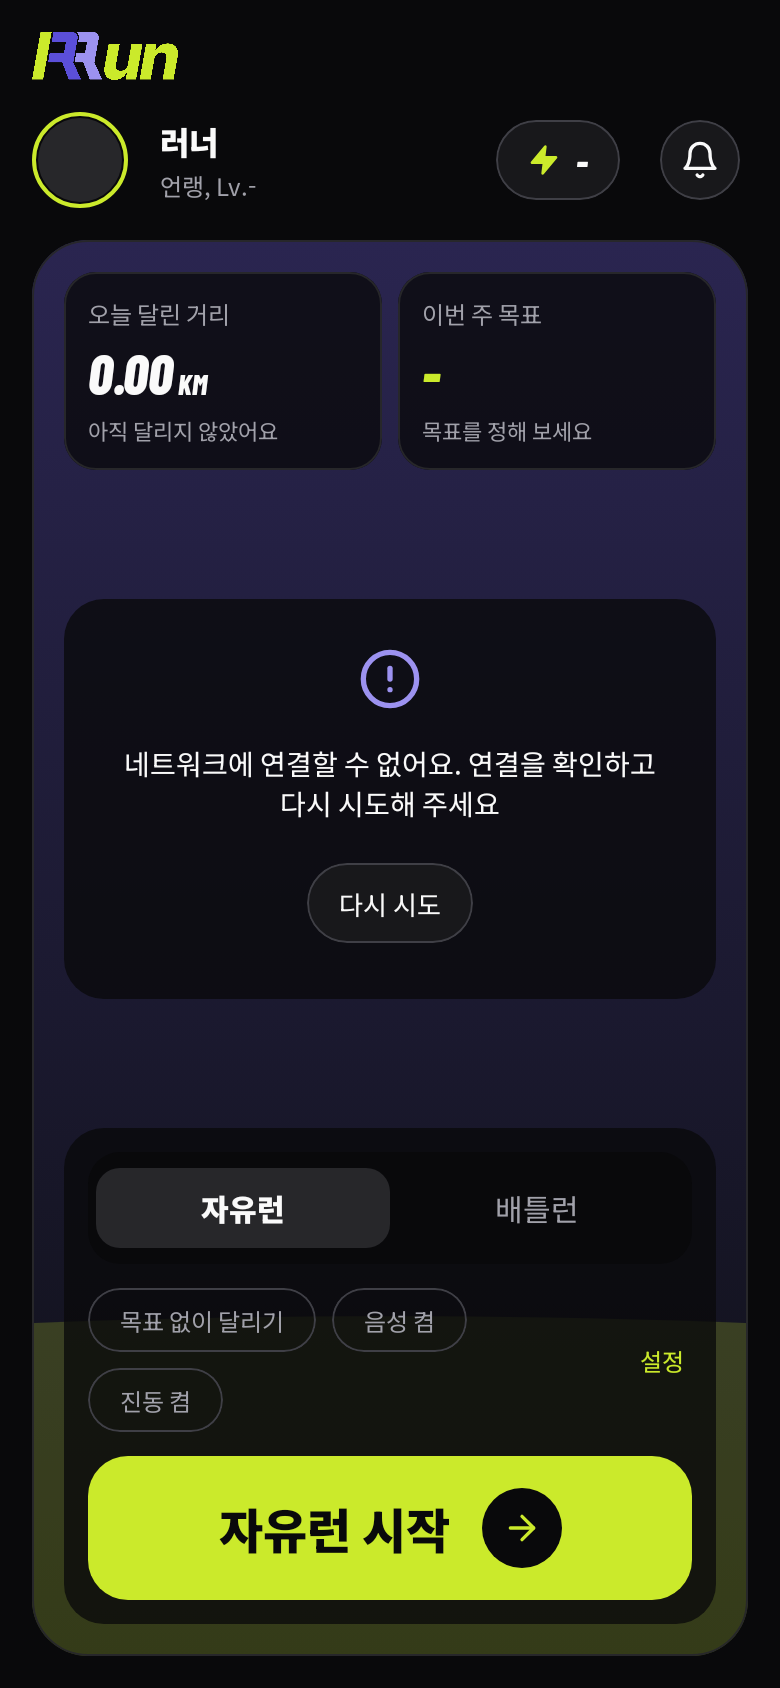 RRun
러너
언랭, Lv.-
-
오늘 달린 거리
0.00 KM
아직 달리지 않았어요
이번 주 목표
-
목표를 정해 보세요
네트워크에 연결할 수 없어요. 연결을 확인하고
다시 시도해 주세요
다시 시도
자유런
배틀런
목표 없이 달리기
음성 켬
설정
진동 켬
자유런 시작